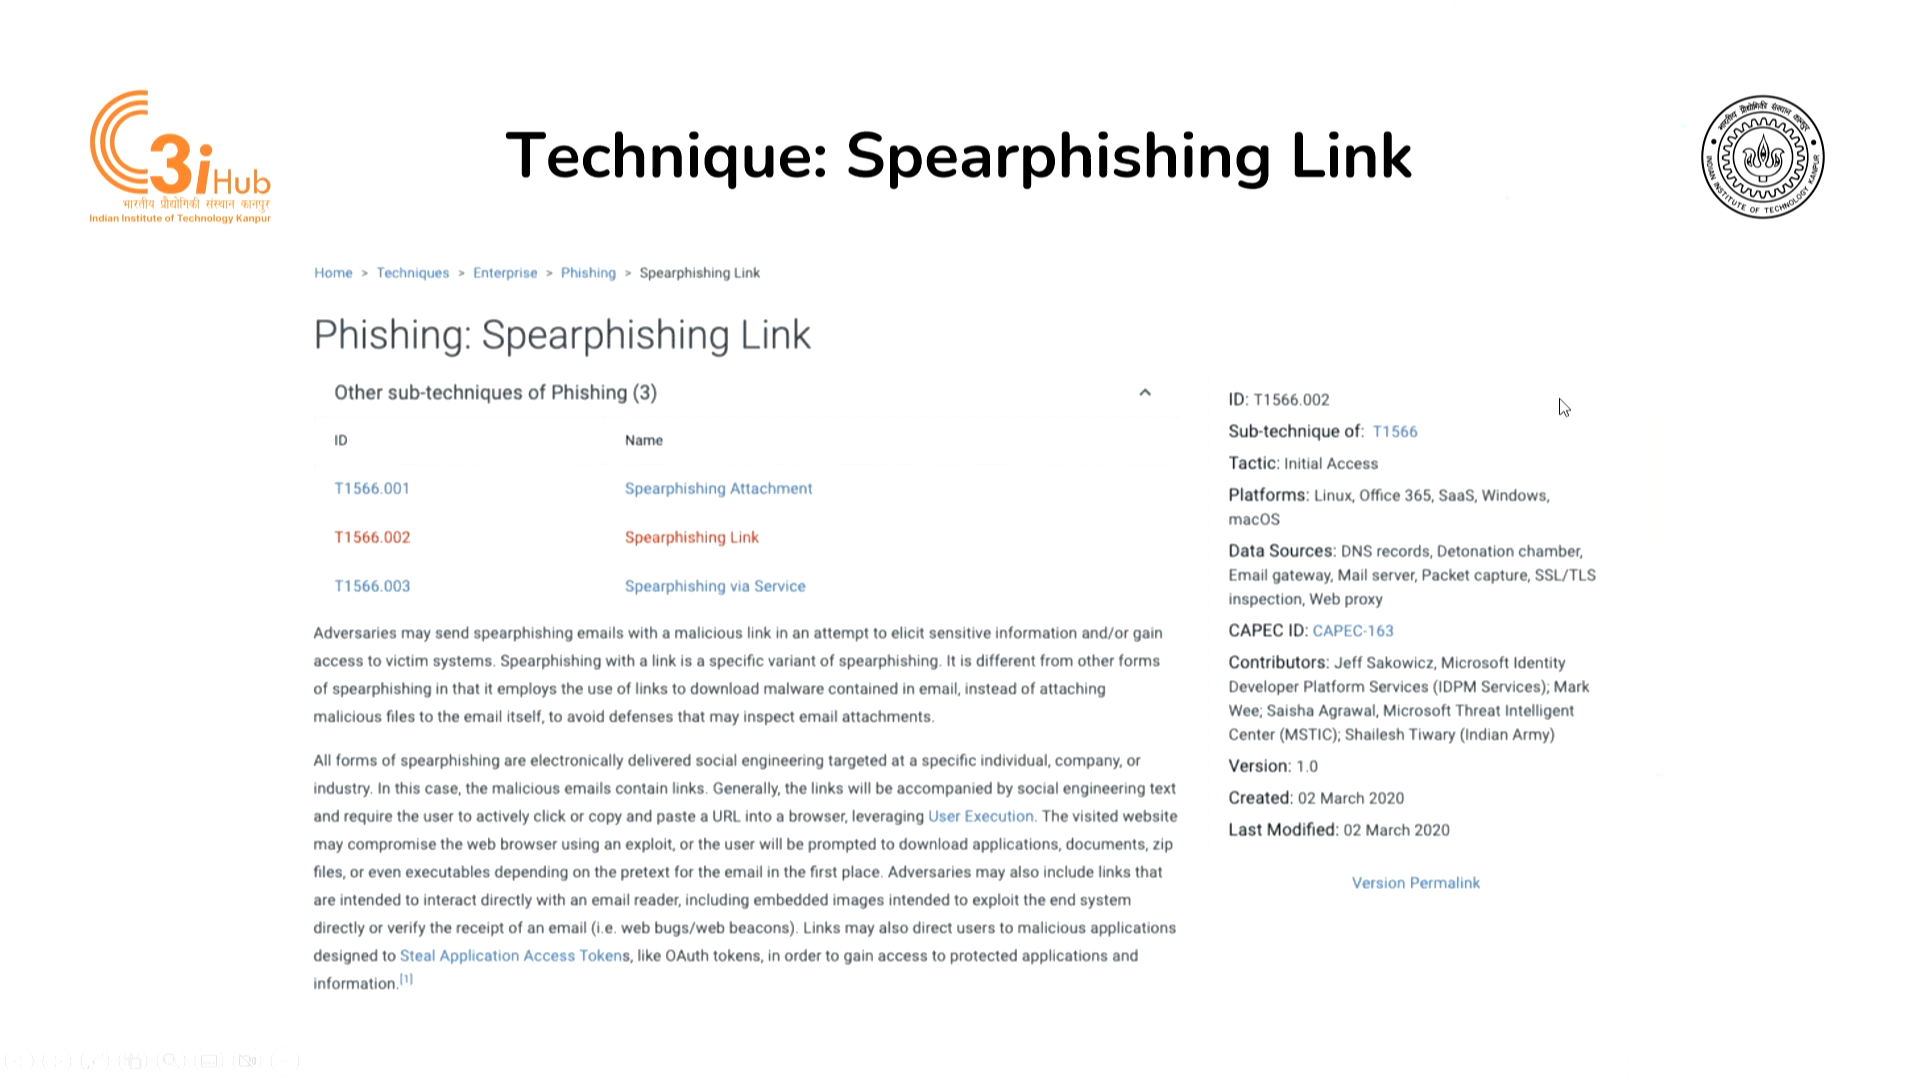 C3iHub
भारतीय प्रौद्योगिकी संस्थान कानपुर
Indian Institute of Technology Kanpur
Technique: Spearphishing Link
भारतीय प्रौद्योगिकी संस्थान कानपुर
INDIAN INSTITUTE OF TECHNOLOGY KANPUR
Home > Techniques > Enterprise > Phishing > Spearphishing Link
Phishing: Spearphishing Link
Other sub-techniques of Phishing (3)
ID Name
T1566.001 Spearphishing Attachment
T1566.002 Spearphishing Link
T1566.003 Spearphishing via Service
Adversaries may send spearphishing emails with a malicious link in an attempt to elicit sensitive information and/or gain
access to victim systems. Spearphishing with a link is a specific variant of spearphishing. It is different from other forms
of spearphishing in that it employs the use of links to download malware contained in email, instead of attaching
malicious files to the email itself, to avoid defenses that may inspect email attachments.
All forms of spearphishing are electronically delivered social engineering targeted at a specific individual, company, or
industry. In this case, the malicious emails contain links. Generally, the links will be accompanied by social engineering text
and require the user to actively click or copy and paste a URL into a browser, leveraging User Execution. The visited website
may compromise the web browser using an exploit, or the user will be prompted to download applications, documents, zip
files, or even executables depending on the pretext for the email in the first place. Adversaries may also include links that
are intended to interact directly with an email reader, including embedded images intended to exploit the end system
directly or verify the receipt of an email (i.e. web bugs/web beacons). Links may also direct users to malicious applications
designed to Steal Application Access Tokens, like OAuth tokens, in order to gain access to protected applications and
information.[1]
ID: T1566.002
Sub-technique of: T1566
Tactic: Initial Access
Platforms: Linux, Office 365, SaaS, Windows,
macOS
Data Sources: DNS records, Detonation chamber,
Email gateway, Mail server, Packet capture, SSL/TLS
inspection, Web proxy
CAPEC ID: CAPEC-163
Contributors: Jeff Sakowicz, Microsoft Identity
Developer Platform Services (IDPM Services); Mark
Wee; Saisha Agrawal, Microsoft Threat Intelligent
Center (MSTIC); Shailesh Tiwary (Indian Army)
Version: 1.0
Created: 02 March 2020
Last Modified: 02 March 2020
Version Permalink